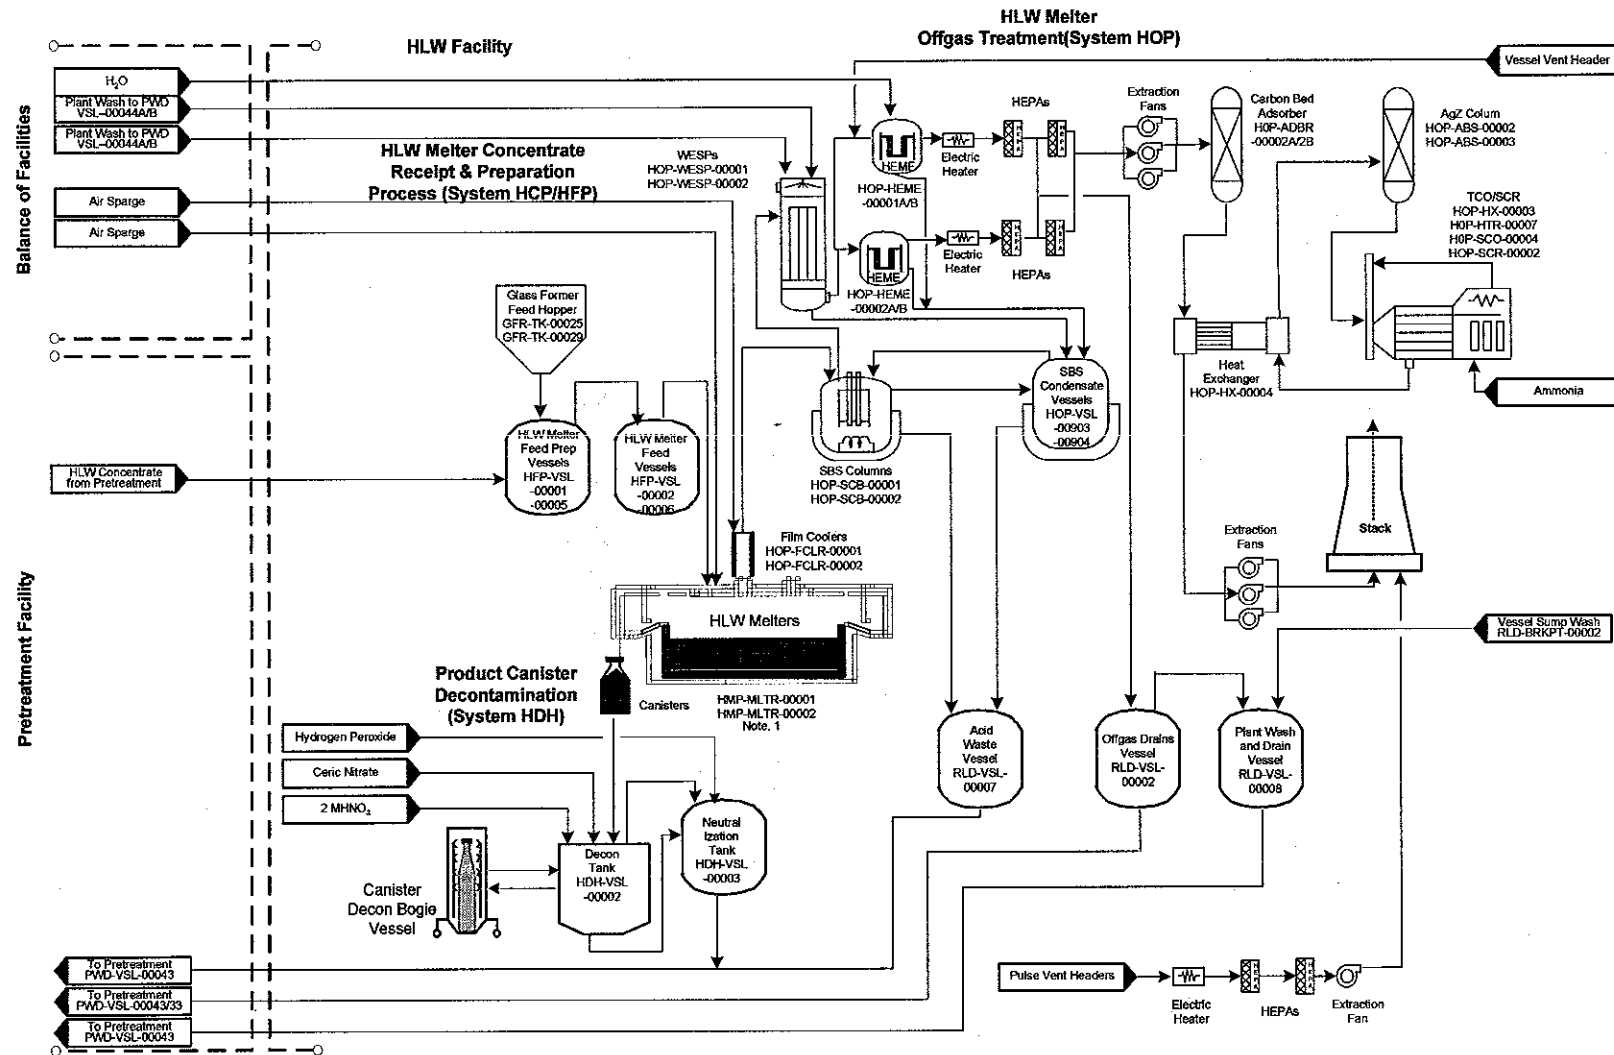 HLW Melter
Offgas Treatment(System HOP)
HLW Facility
Vessel Vent Header
H₂O
Plant Wash to PWD
VSL-00044A/B
Plant Wash to PWD
VSL-00044A/B
Air Sparge
Air Sparge
Balance of Facilities
HLW Melter Concentrate
Receipt & Preparation
Process (System HCP/HFP)
WESPs
HOP-WESP-00001
HOP-WESP-00002
HEME
HOP-HEME
-00001A/B
HEME
HOP-HEME
-00002A/B
Electric
Heater
Electric
Heater
HEPAs
HEPA
HEPA
HEPA
HEPA
HEPAs
Extraction
Fans
Carbon Bed
Adsorber
H0P-ADBR
-00002A/2B
AgZ Colum
HOP-ABS-00002
HOP-ABS-00003
TCO/SCR
HOP-HX-00003
H0P-HTR-00007
H0P-SCO-00004
HOP-SCR-00002
Heat
Exchanger
HOP-HX-00004
Ammonia
Glass Former
Feed Hopper
GFR-TK-00025
GFR-TK-00029
HLW Melter
Feed Prep
Vessels
HFP-VSL
-00001
-00005
HLW Melter
Feed
Vessels
HFP-VSL
-00002
-00006
SBS Columns
HOP-SCB-00001
HOP-SCB-00002
SBS
Condensate
Vessels
HOP-VSL
-00903
-00904
HLW Concentrate
from Pretreatment
Pretreatment Facility
Film Coolers
HOP-FCLR-00001
HOP-FCLR-00002
HLW Melters
HMP-MLTR-00001
HMP-MLTR-00002
Note. 1
Canisters
Stack
Extraction
Fans
Vessel Sump Wash
RLD-BRKPT-00002
Product Canister
Decontamination
(System HDH)
Hydrogen Peroxide
Ceric Nitrate
2 MHNO₃
Canister
Decon Bogie
Vessel
Decon
Tank
HDH-VSL
-00002
Neutral
Ization
Tank
HDH-VSL
-00003
Acid
Waste
Vessel
RLD-VSL-
00007
Offgas Drains
Vessel
RLD-VSL-
00002
Plant Wash
and Drain
Vessel
RLD-VSL-
00008
To Pretreatment
PWD-VSL-00043
To Pretreatment
PWD-VSL-00043/33
To Pretreatment
PWD-VSL-00043
Pulse Vent Headers
Electric
Heater
HEPA
HEPA
HEPAs
Extraction
Fan